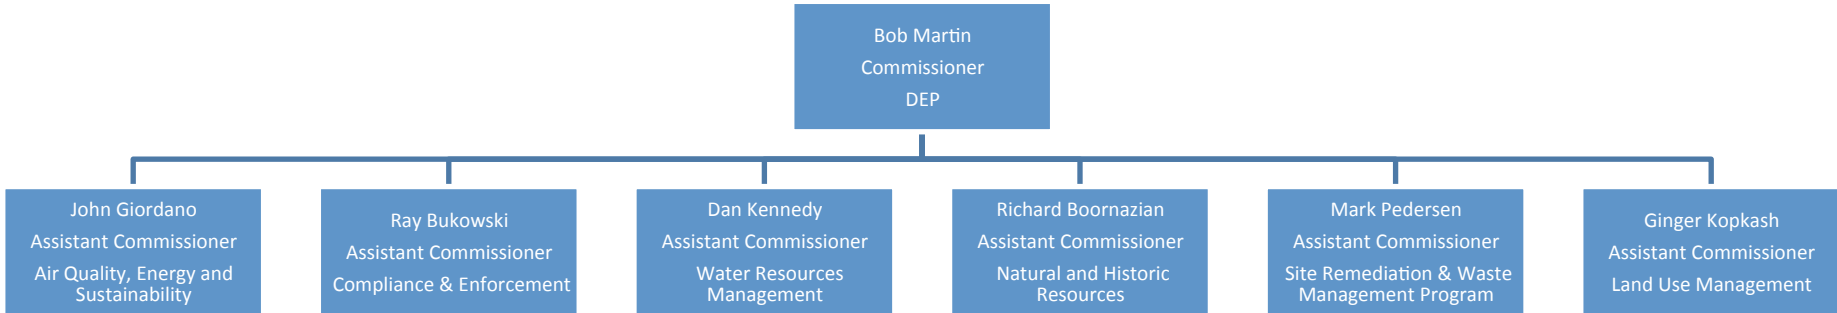 Bob Martin
Commissioner
DEP
John Giordano
Assistant Commissioner
Air Quality, Energy and
Sustainability
Ray Bukowski
Assistant Commissioner
Compliance & Enforcement
Dan Kennedy
Assistant Commissioner
Water Resources
Management
Richard Boornazian
Assistant Commissioner
Natural and Historic
Resources
Mark Pedersen
Assistant Commissioner
Site Remediation & Waste
Management Program
Ginger Kopkash
Assistant Commissioner
Land Use Management